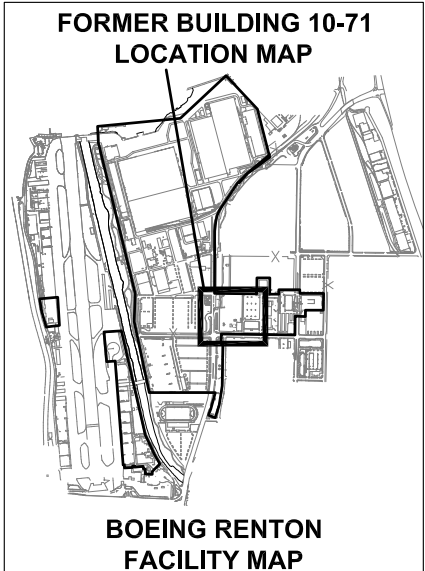 FORMER BUILDING 10-71
LOCATION MAP
BOEING RENTON
FACILITY MAP